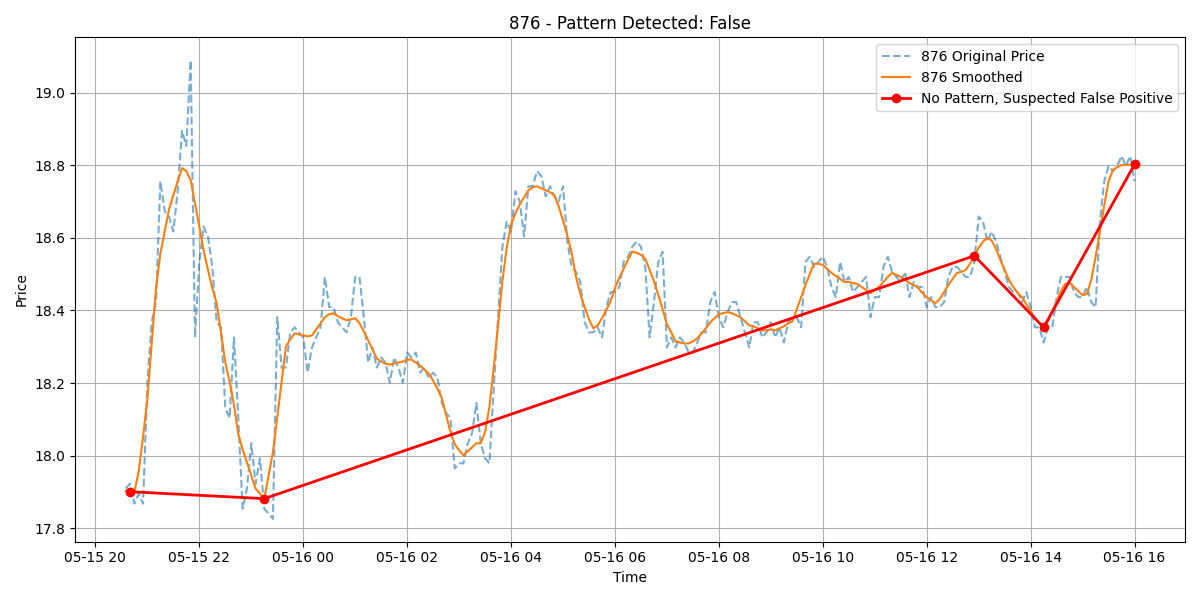 876 - Pattern Detected: False
876 Original Price
876 Smoothed
No Pattern, Suspected False Positive
Price
19.0
18.8
18.6
18.4
18.2
18.0
17.8
05-15 20 05-15 22 05-16 00 05-16 02 05-16 04 05-16 06 05-16 08 05-16 10 05-16 12 05-16 14 05-16 16
Time